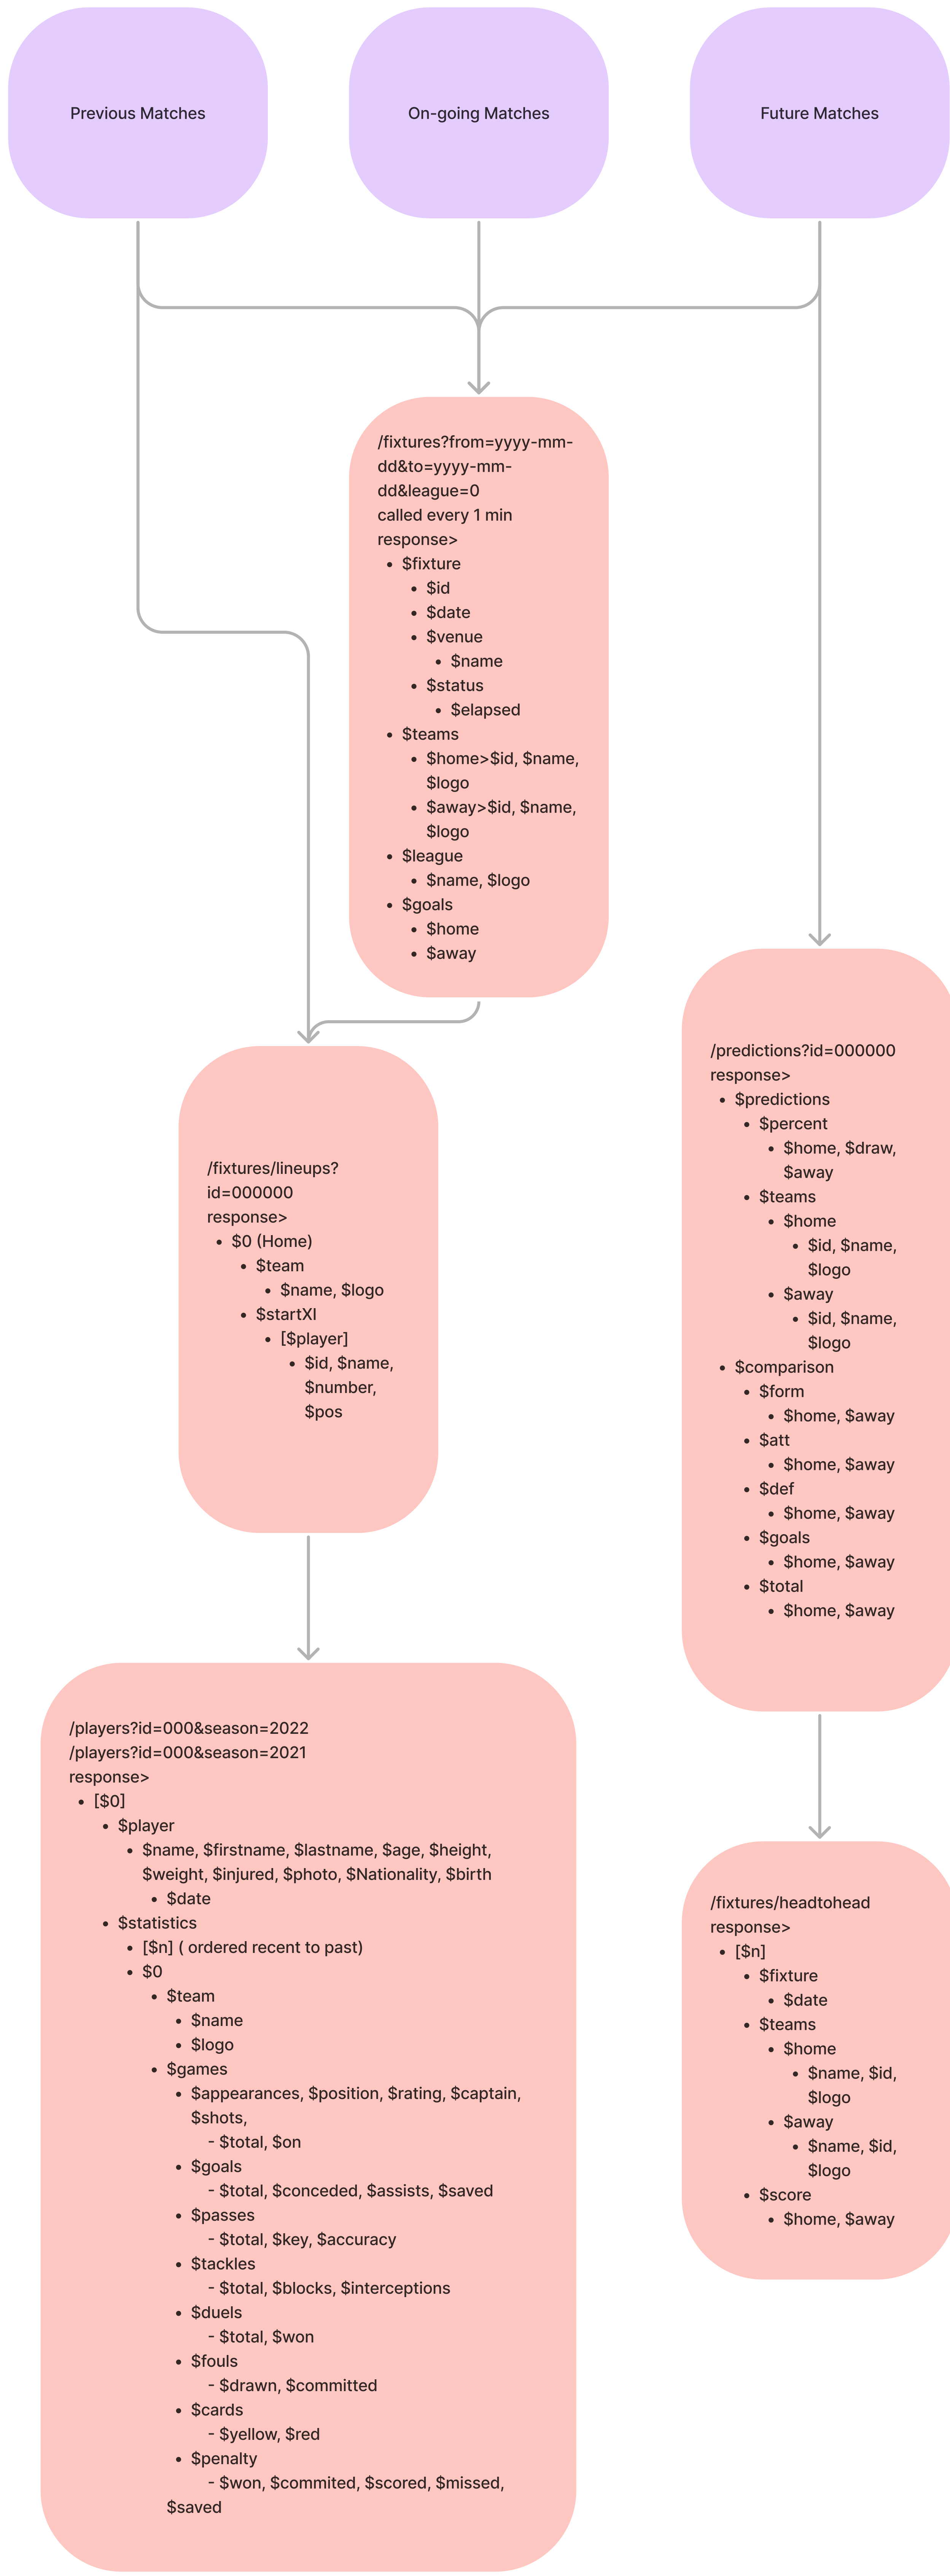 Previous Matches
On-going Matches
Future Matches
/fixtures?from=yyyy-mm-
dd&to=yyyy-mm-
dd&league=0
called every 1 min
response>
• $fixture
• $id
• $date
• $venue
• $name
• $status
• $elapsed
• $teams
• $home>$id, $name,
$logo
• $away>$id, $name,
$logo
• $league
• $name, $logo
• $goals
• $home
• $away
/fixtures/lineups?
id=000000
response>
• $0 (Home)
• $team
• $name, $logo
• $startXI
• [$player]
• $id, $name,
$number,
$pos
/predictions?id=000000
response>
• $predictions
• $percent
• $home, $draw,
$away
• $teams
• $home
• $id, $name,
$logo
• $away
• $id, $name,
$logo
• $comparison
• $form
• $home, $away
• $att
• $home, $away
• $def
• $home, $away
• $goals
• $home, $away
• $total
• $home, $away
/players?id=000&season=2022
/players?id=000&season=2021
response>
• [$0]
• $player
• $name, $firstname, $lastname, $age, $height,
$weight, $injured, $photo, $Nationality, $birth
• $date
• $statistics
• [$n] ( ordered recent to past)
• $0
• $team
• $name
• $logo
• $games
• $appearances, $position, $rating, $captain,
$shots,
- $total, $on
• $goals
- $total, $conceded, $assists, $saved
• $passes
- $total, $key, $accuracy
• $tackles
- $total, $blocks, $interceptions
• $duels
- $total, $won
• $fouls
- $drawn, $committed
• $cards
- $yellow, $red
• $penalty
- $won, $commited, $scored, $missed,
$saved
/fixtures/headtohead
response>
• [$n]
• $fixture
• $date
• $teams
• $home
• $name, $id,
$logo
• $away
• $name, $id,
$logo
• $score
• $home, $away